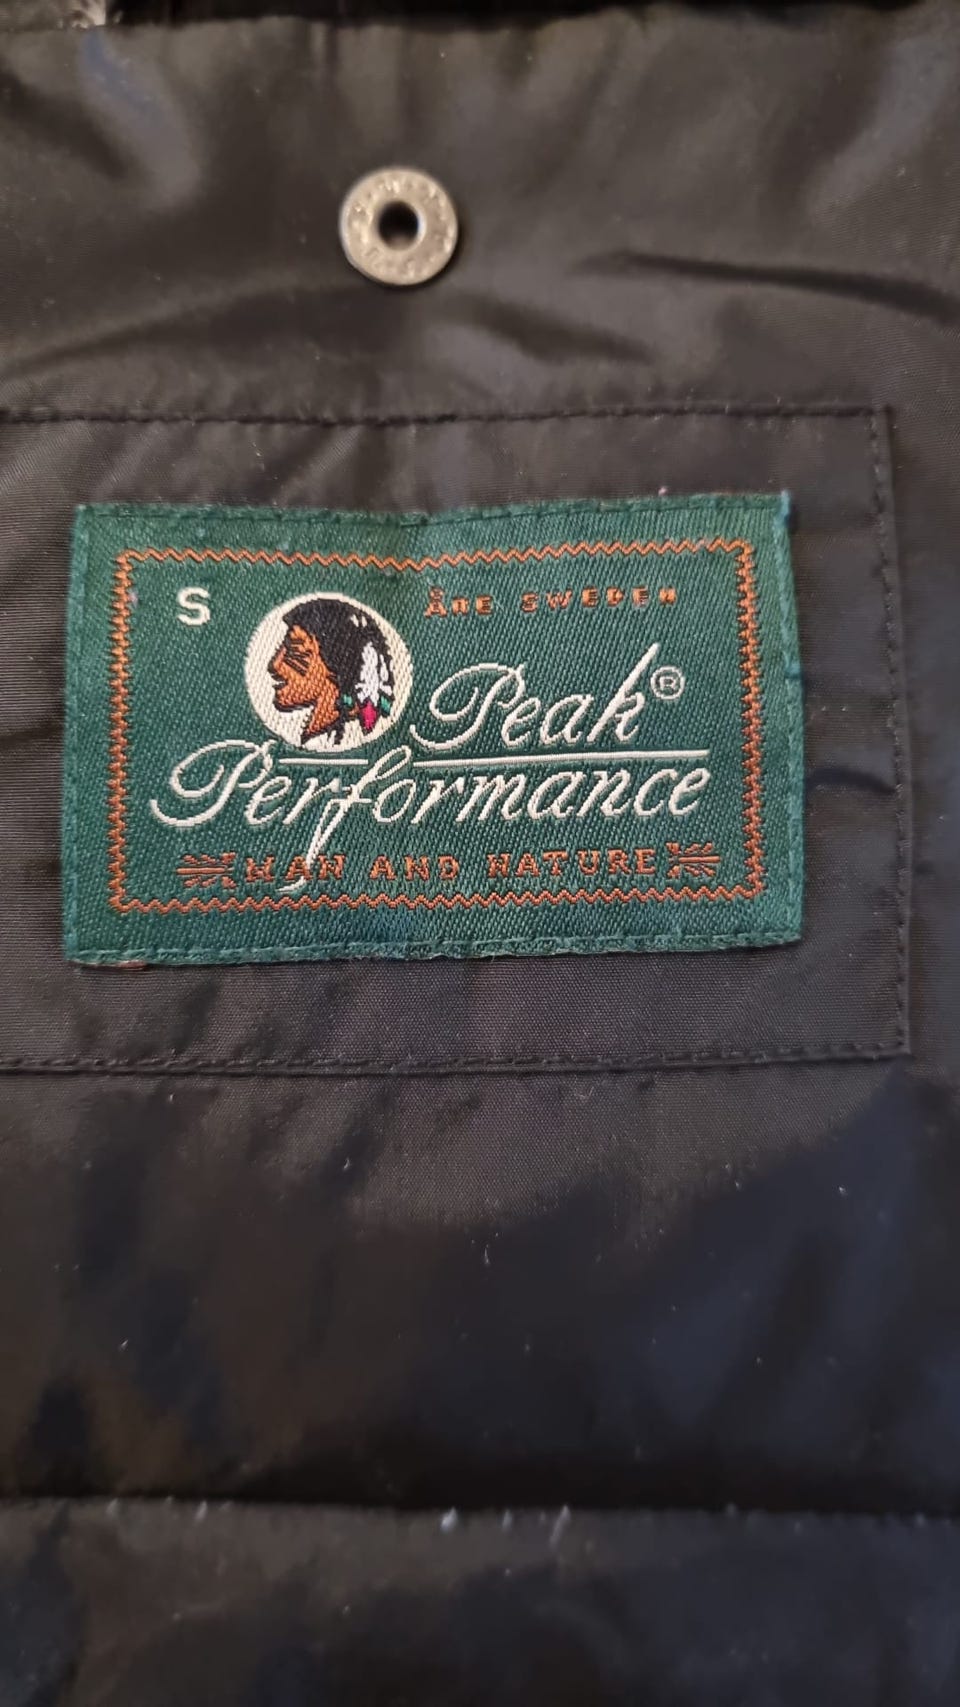 S
Åre Sweden
Peak®
Performance
MAN AND NATURE